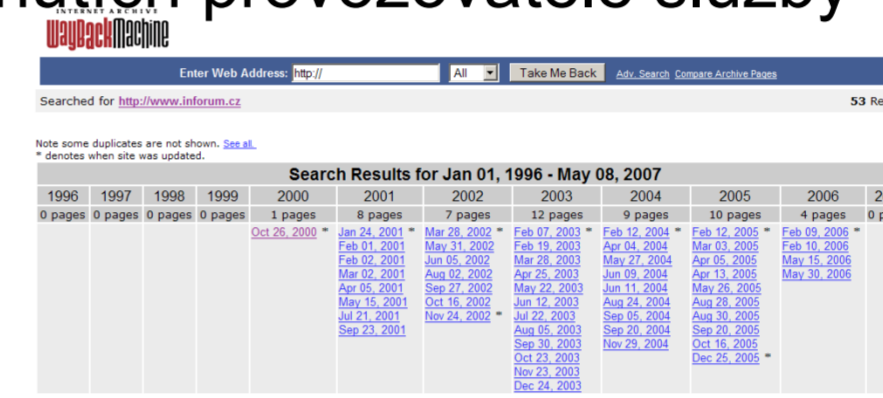 provozovatele služby
INTERNET ARCHIVE
WayBackMachine
Enter Web Address: http:// All Take Me Back Adv. Search Compare Archive Pages
Searched for http://www.inforum.cz 53 Re
Note some duplicates are not shown. See all.
* denotes when site was updated.
Search Results for Jan 01, 1996 - May 08, 2007
1996 1997 1998 1999 2000 2001 2002 2003 2004 2005 2006 2
0 pages 0 pages 0 pages 0 pages 1 pages 8 pages 7 pages 12 pages 9 pages 10 pages 4 pages 0 p
Oct 26, 2000 * Jan 24, 2001 * Mar 28, 2002 * Feb 07, 2003 * Feb 12, 2004 * Feb 12, 2005 * Feb 09, 2006 *
Feb 01, 2001 May 31, 2002 Feb 19, 2003 Apr 04, 2004 Mar 03, 2005 Feb 10, 2006
Feb 02, 2001 Jun 05, 2002 Mar 28, 2003 May 27, 2004 Apr 05, 2005 May 15, 2006
Mar 02, 2001 Aug 02, 2002 Apr 25, 2003 Jun 09, 2004 Apr 13, 2005 May 30, 2006
Apr 05, 2001 Sep 27, 2002 May 22, 2003 Jun 11, 2004 May 26, 2005
May 15, 2001 Oct 16, 2002 Jun 12, 2003 Aug 24, 2004 Aug 28, 2005
Jul 21, 2001 Nov 24, 2002 * Jul 22, 2003 Sep 05, 2004 Aug 30, 2005
Sep 23, 2001 Aug 05, 2003 Sep 20, 2004 Sep 20, 2005
Sep 30, 2003 Nov 29, 2004 Oct 16, 2005
Oct 23, 2003 Dec 25, 2005 *
Nov 23, 2003
Dec 24, 2003